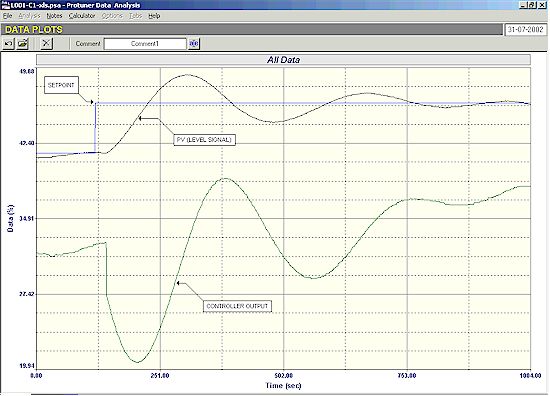 L001-C1-xls.psa - Protuner Data Analysis
File Analysis Notes Calculator Options Tabs Help
DATA PLOTS 31-07-2002
Comment Comment1
All Data
49.88
SETPOINT
PV (LEVEL SIGNAL)
42.40
Data (%)
34.91
27.42
CONTROLLER OUTPUT
19.94
0.00 251.00 502.00 753.00 1004.00
Time (sec)